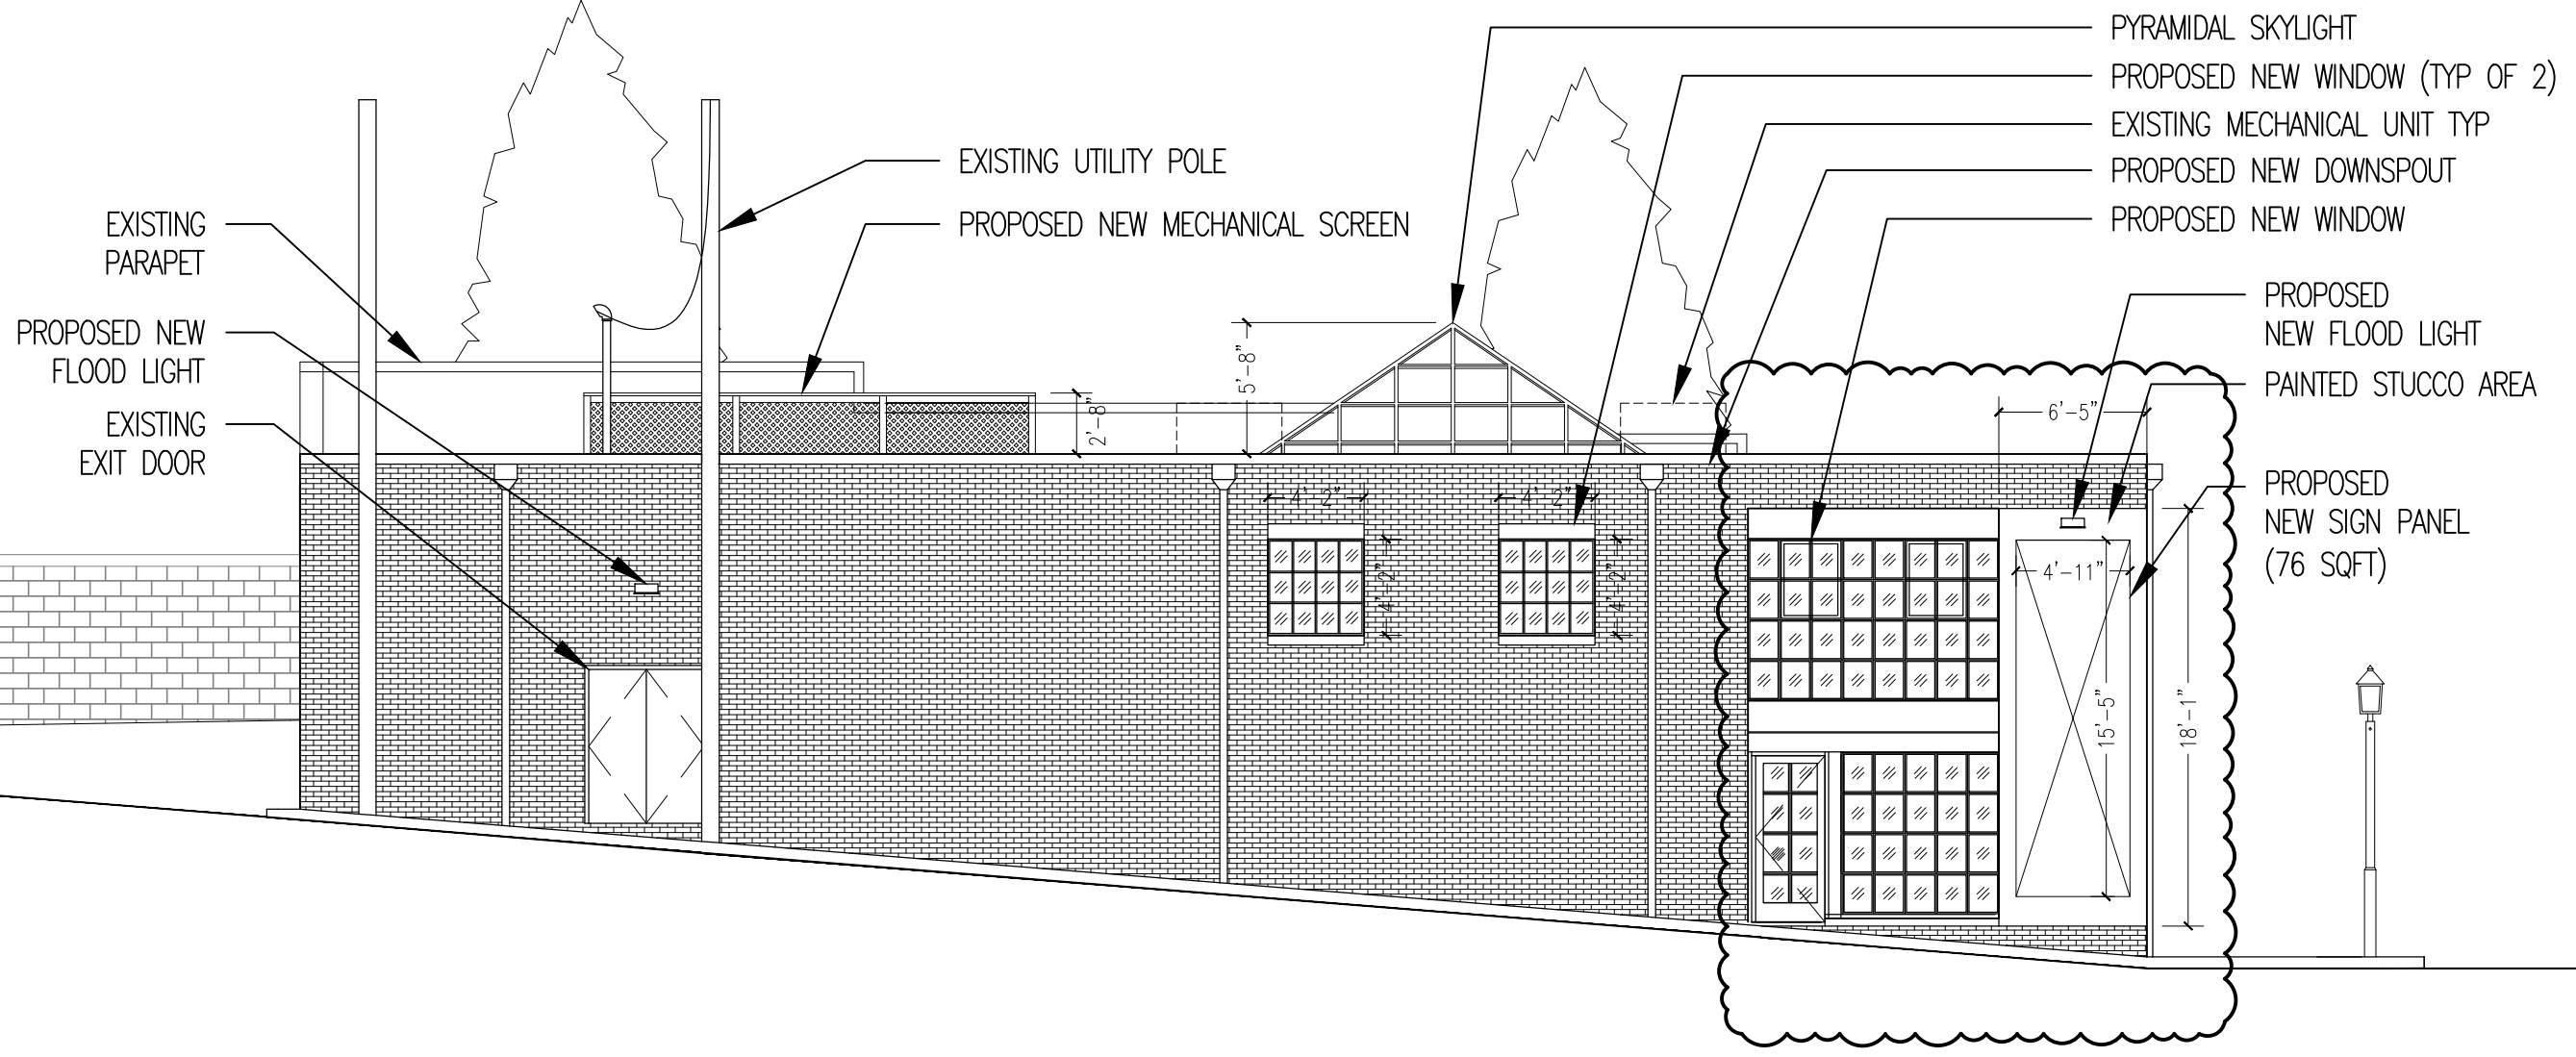 PYRAMIDAL SKYLIGHT
PROPOSED NEW WINDOW (TYP OF 2)
EXISTING MECHANICAL UNIT TYP
PROPOSED NEW DOWNSPOUT
PROPOSED NEW WINDOW
EXISTING UTILITY POLE
PROPOSED NEW MECHANICAL SCREEN
EXISTING
PARAPET
PROPOSED NEW
FLOOD LIGHT
EXISTING
EXIT DOOR
PROPOSED
NEW FLOOD LIGHT
PAINTED STUCCO AREA
PROPOSED
NEW SIGN PANEL
(76 SQFT)
5'-8"
2'-8"
6'-5"
4' 2"
4' 2"
4'-2"
4'-2"
4'-11"
15'-5"
18'-1"